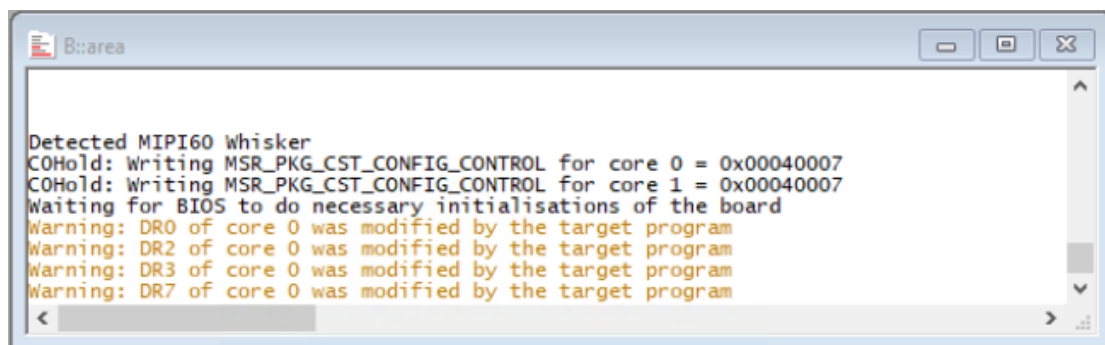 B::area
Detected MIPI60 Whisker
C0Hold: Writing MSR_PKG_CST_CONFIG_CONTROL for core 0 = 0x00040007
C0Hold: Writing MSR_PKG_CST_CONFIG_CONTROL for core 1 = 0x00040007
Waiting for BIOS to do necessary initialisations of the board
Warning: DR0 of core 0 was modified by the target program
Warning: DR2 of core 0 was modified by the target program
Warning: DR3 of core 0 was modified by the target program
Warning: DR7 of core 0 was modified by the target program